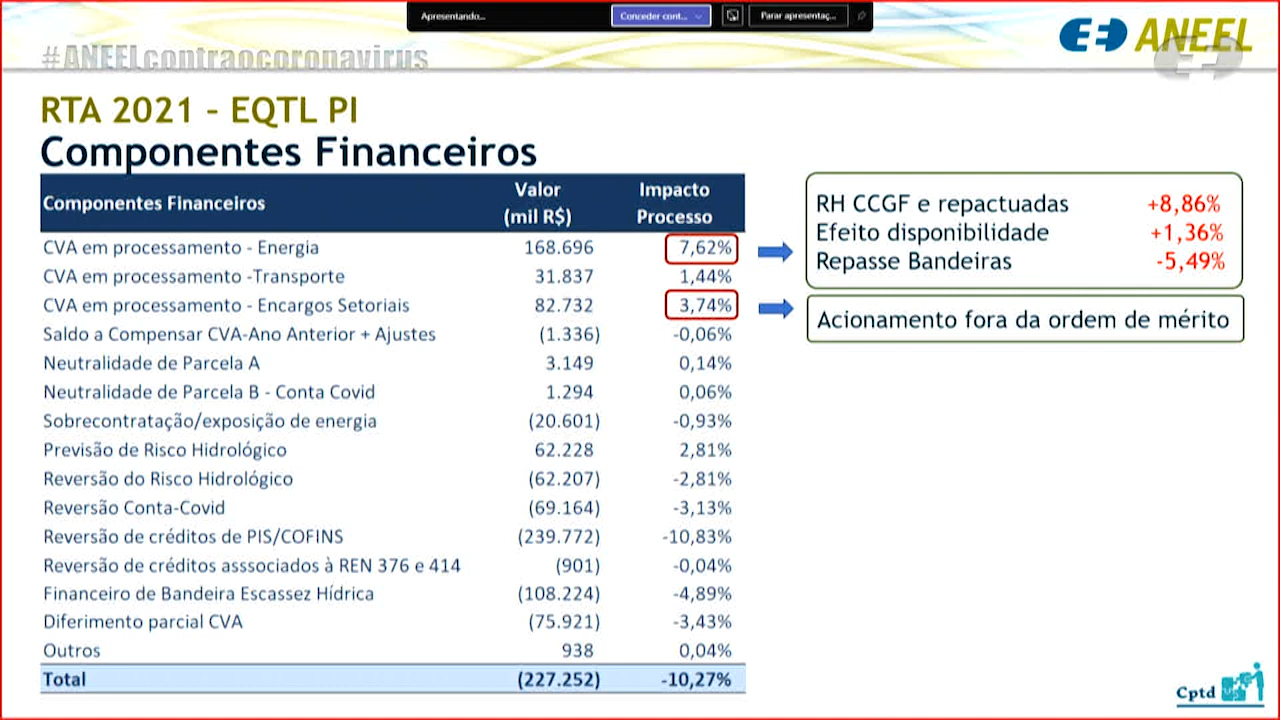 Apresentando...
Conceder cont...
Parar apresentaç...
#ANEELcontraocoronavirus
ANEEL
RTA 2021 – EQTL PI
Componentes Financeiros
Componentes Financeiros Valor (mil R$) Impacto Processo
CVA em processamento - Energia 168.696 7,62%
CVA em processamento -Transporte 31.837 1,44%
CVA em processamento - Encargos Setoriais 82.732 3,74%
Saldo a Compensar CVA-Ano Anterior + Ajustes (1.336) -0,06%
Neutralidade de Parcela A 3.149 0,14%
Neutralidade de Parcela B - Conta Covid 1.294 0,06%
Sobrecontratação/exposição de energia (20.601) -0,93%
Previsão de Risco Hidrológico 62.228 2,81%
Reversão do Risco Hidrológico (62.207) -2,81%
Reversão Conta-Covid (69.164) -3,13%
Reversão de créditos de PIS/COFINS (239.772) -10,83%
Reversão de créditos asssociados à REN 376 e 414 (901) -0,04%
Financeiro de Bandeira Escassez Hídrica (108.224) -4,89%
Diferimento parcial CVA (75.921) -3,43%
Outros 938 0,04%
Total (227.252) -10,27%
RH CCGF e repactuadas +8,86%
Efeito disponibilidade +1,36%
Repasse Bandeiras -5,49%
Acionamento fora da ordem de mérito
Cptd